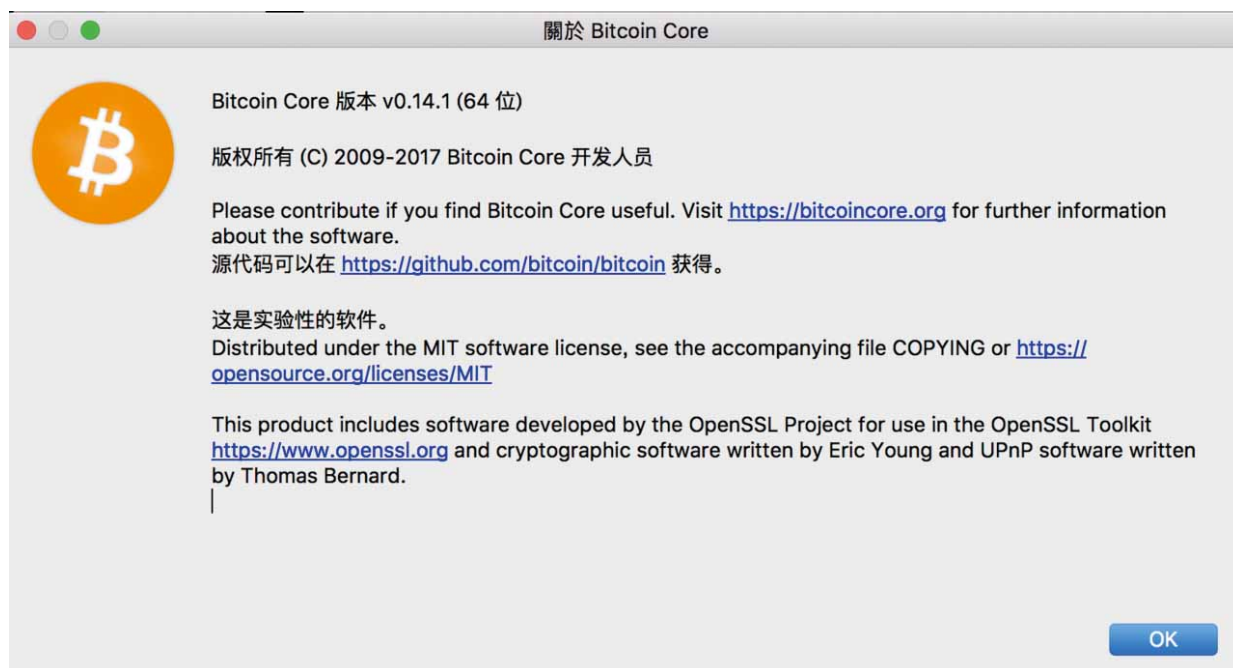 關於 Bitcoin Core
Bitcoin Core 版本 v0.14.1 (64 位)
版权所有 (C) 2009-2017 Bitcoin Core 开发人员
Please contribute if you find Bitcoin Core useful. Visit https://bitcoincore.org for further information
about the software.
源代码可以在 https://github.com/bitcoin/bitcoin 获得。
这是实验性的软件。
Distributed under the MIT software license, see the accompanying file COPYING or https://
opensource.org/licenses/MIT
This product includes software developed by the OpenSSL Project for use in the OpenSSL Toolkit
https://www.openssl.org and cryptographic software written by Eric Young and UPnP software written
by Thomas Bernard.
OK